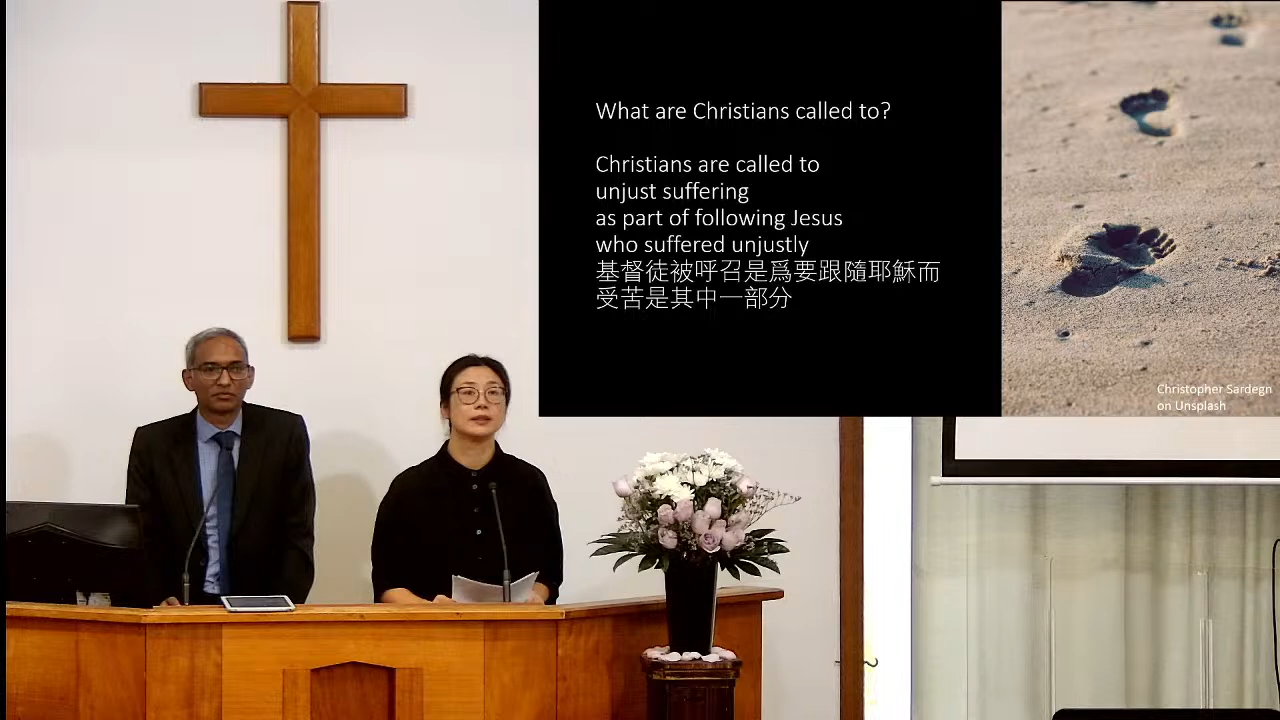 What are Christians called to?
Christians are called to
unjust suffering
as part of following Jesus
who suffered unjustly
基督徒被呼召是爲要跟隨耶穌而
受苦是其中一部分
Christopher Sardegn
on Unsplash